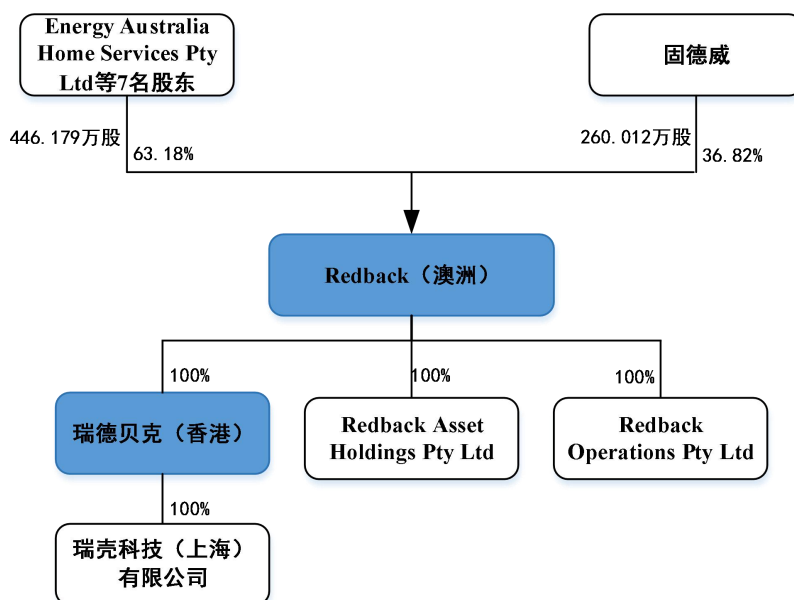 Energy Australia
Home Services Pty
Ltd等7名股东
固德威
446.179万股
63.18%
260.012万股
36.82%
Redback（澳洲）
100%
100%
100%
瑞德贝克（香港）
Redback Asset
Holdings Pty Ltd
Redback
Operations Pty Ltd
100%
瑞壳科技（上海）
有限公司